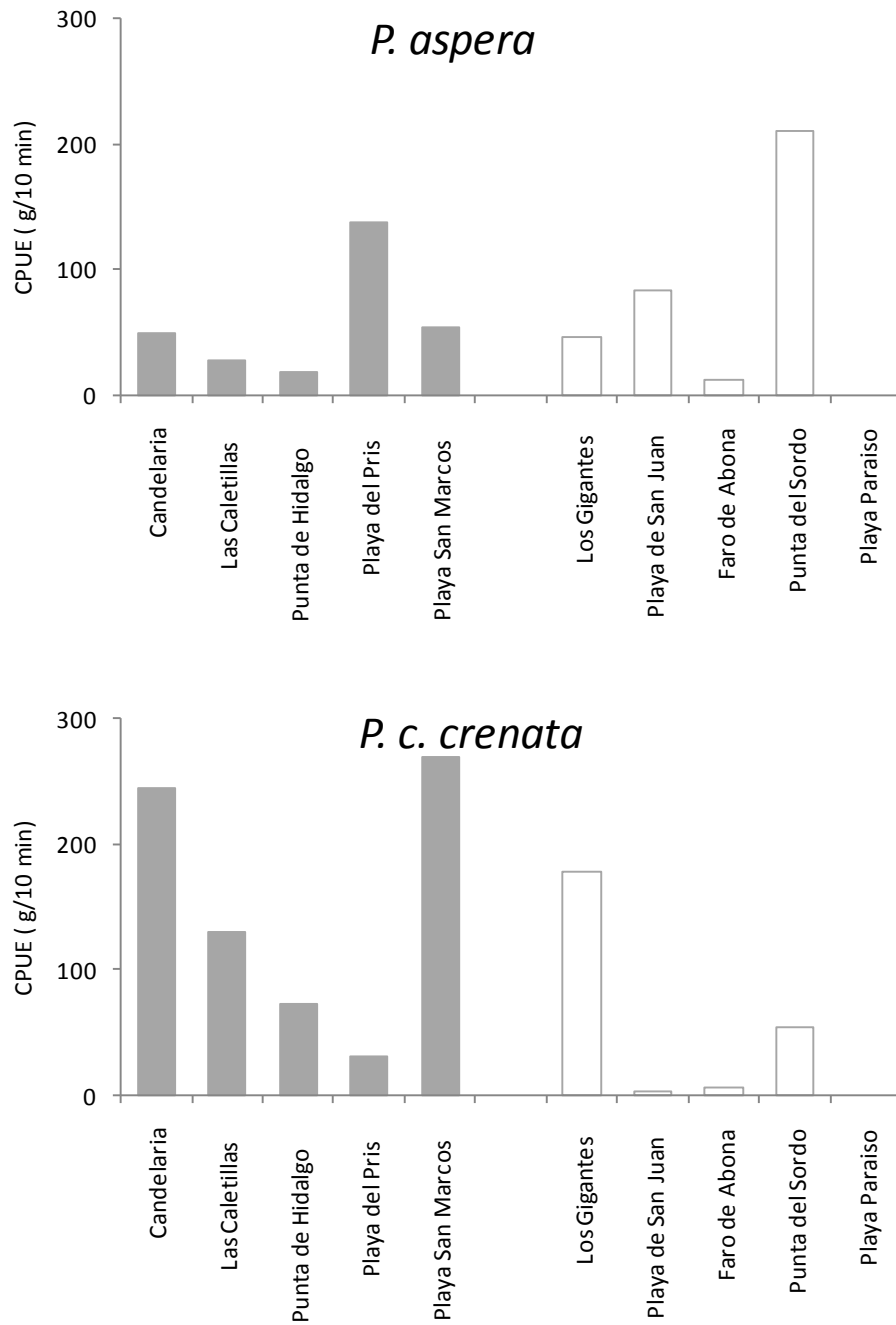 P. aspera
300
200
100
0
CPUE ( g/10 min)
Candelaria
Las Caletillas
Punta de Hidalgo
Playa del Pris
Playa San Marcos
Los Gigantes
Playa de San Juan
Faro de Abona
Punta del Sordo
Playa Paraiso
P. c. crenata
300
200
100
0
CPUE ( g/10 min)
Candelaria
Las Caletillas
Punta de Hidalgo
Playa del Pris
Playa San Marcos
Los Gigantes
Playa de San Juan
Faro de Abona
Punta del Sordo
Playa Paraiso